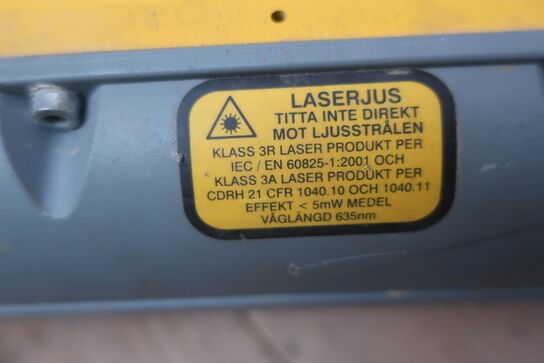 LASERJUS
TITTA INTE DIREKT
MOT LJUSSTRÅLEN
KLASS 3R LASER PRODUKT PER
IEC / EN 60825-1:2001 OCH
KLASS 3A LASER PRODUKT PER
CDRH 21 CFR 1040.10 OCH 1040.11
EFFEKT < 5mW MEDEL
VÅGLÄNGD 635nm